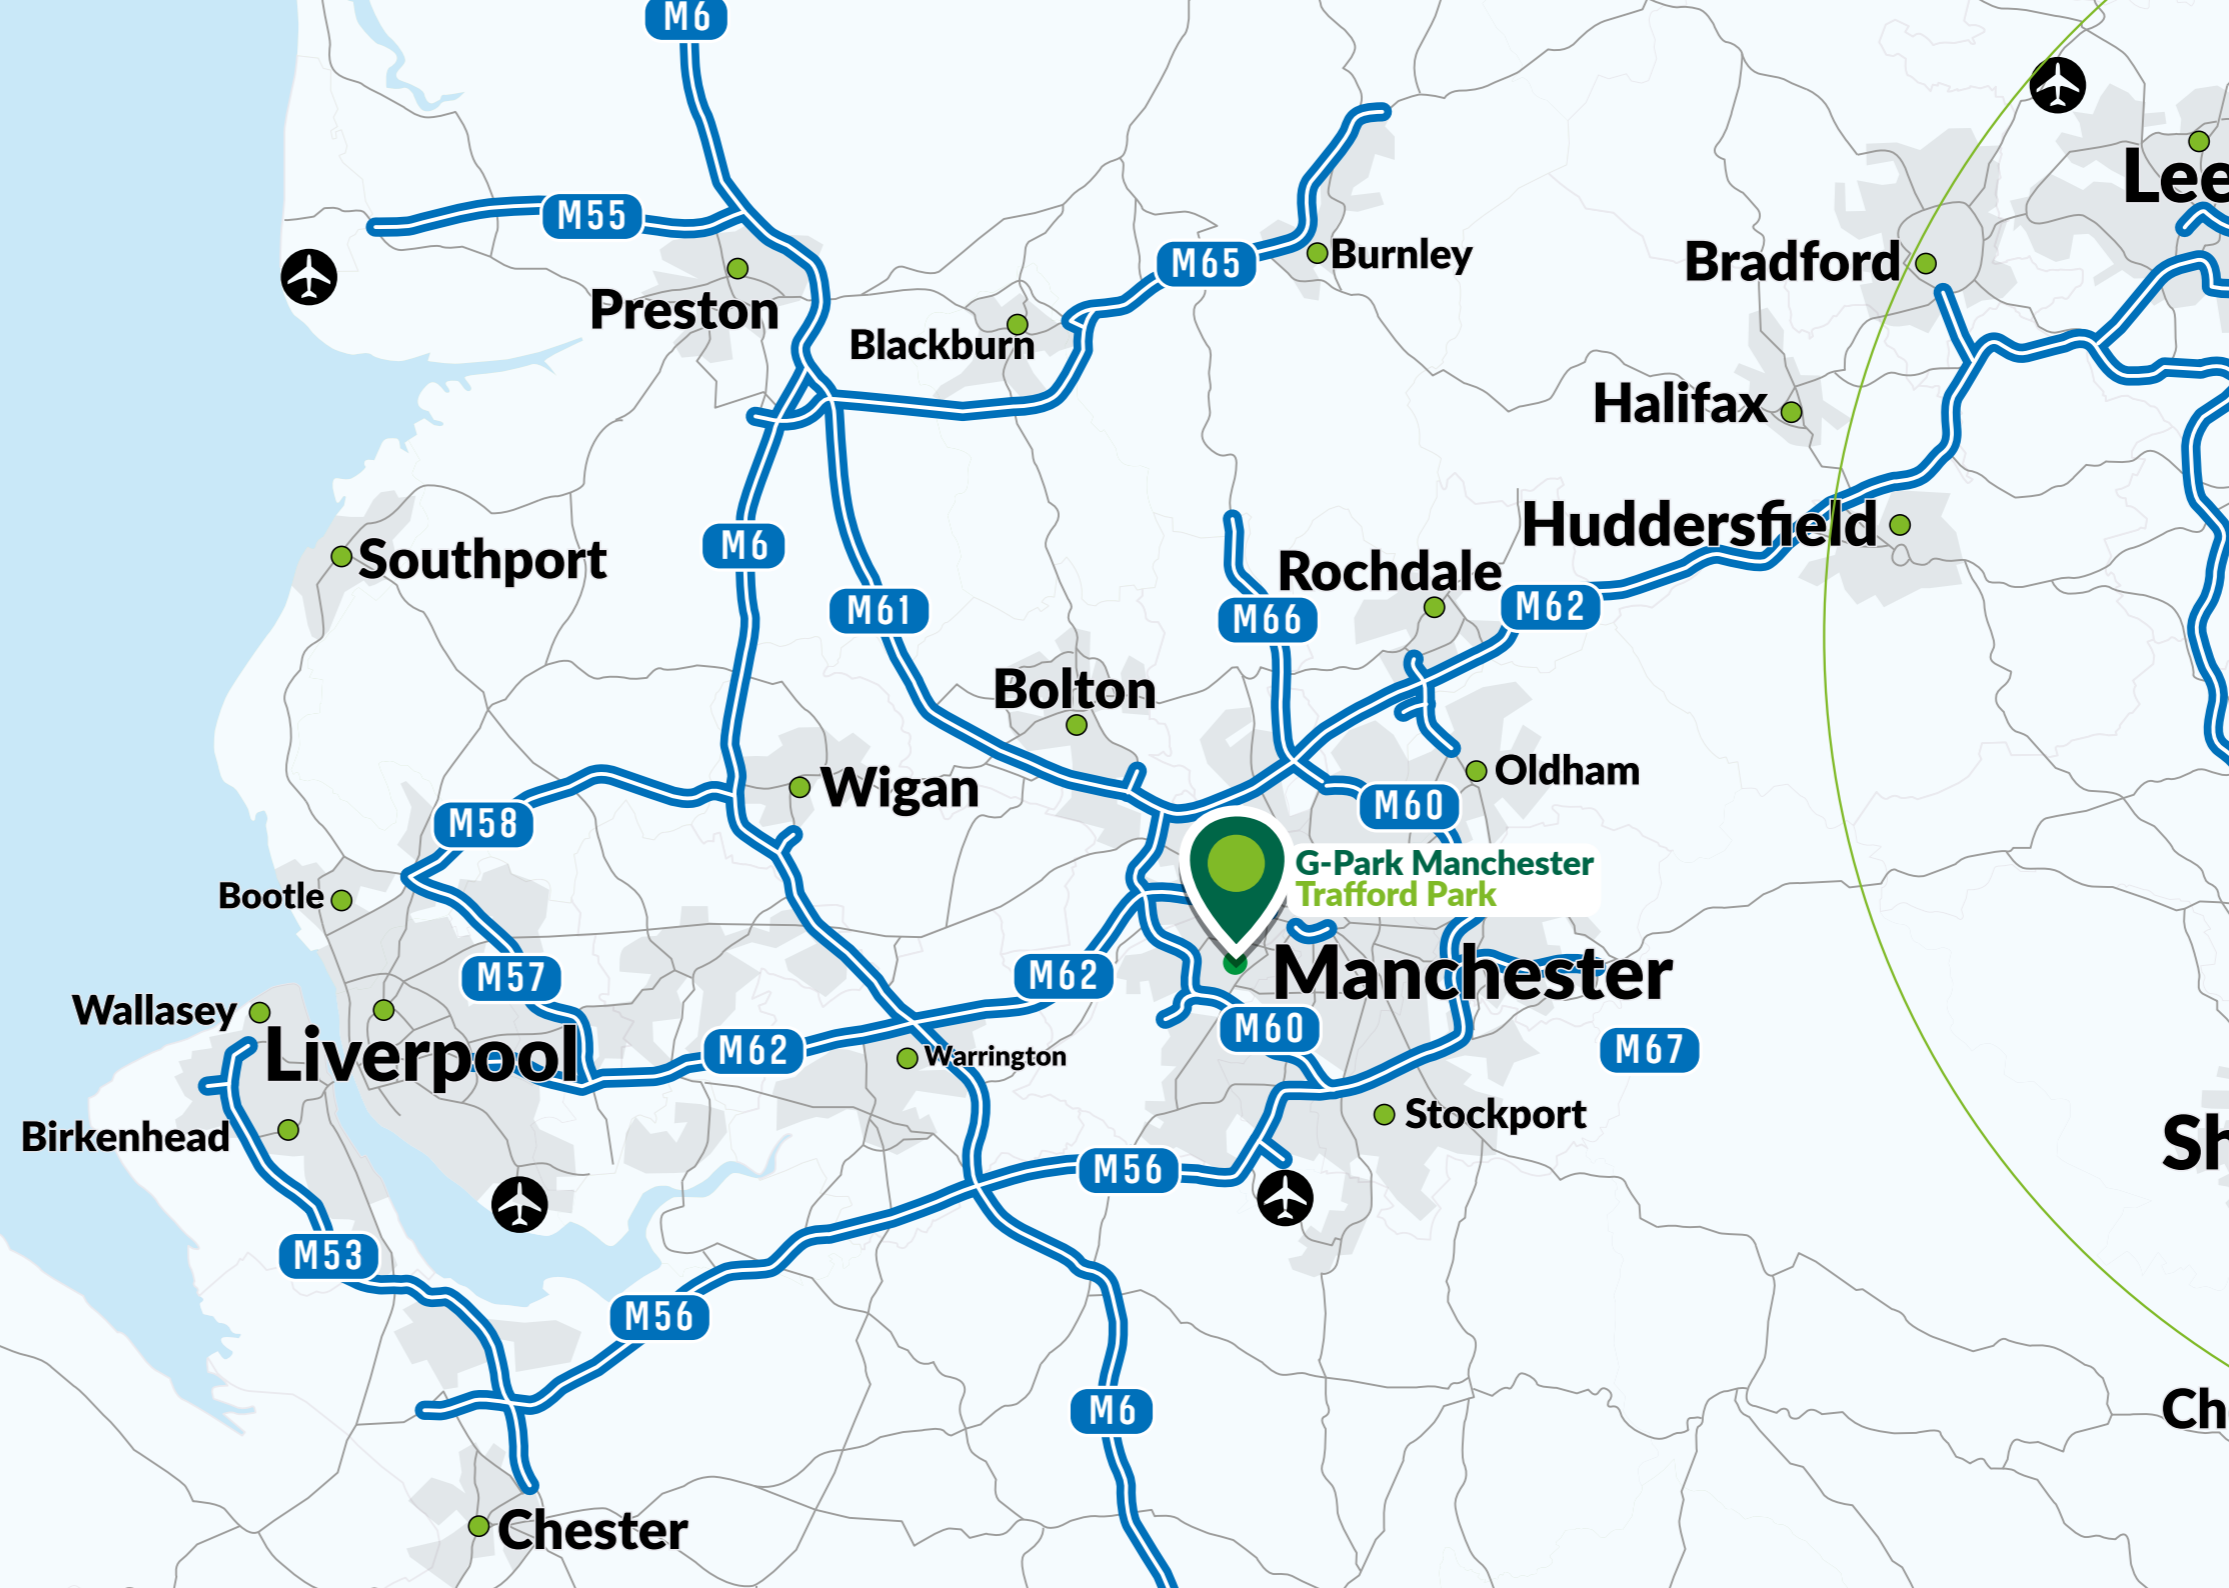 M6
Lee
M55
M65
Burnley
Bradford
Preston
Blackburn
Halifax
Huddersfield
M6
Southport
Rochdale
M61
M66
M62
Bolton
Oldham
Wigan
M60
M58
G-Park Manchester
Trafford Park
Bootle
M57
M62
Manchester
Wallasey
M60
Liverpool
M62
Warrington
M67
Stockport
Birkenhead
Sh
M56
M53
M56
M6
Ch
Chester